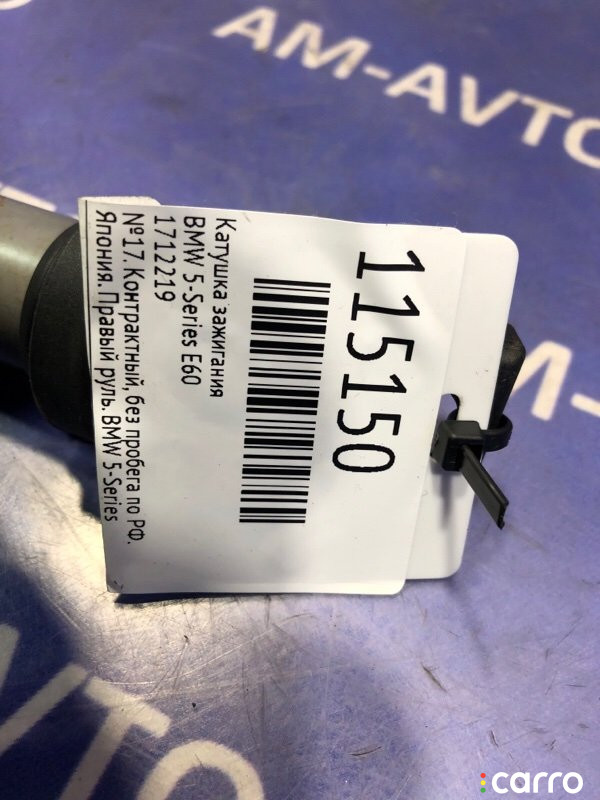 AM-AVTO
115150
Катушка зажигания
BMW 5-Series E60
1712219
№17. Контрактный, без пробега по РФ.
Япония. Правый руль. BMW 5-Series
VTO
carro